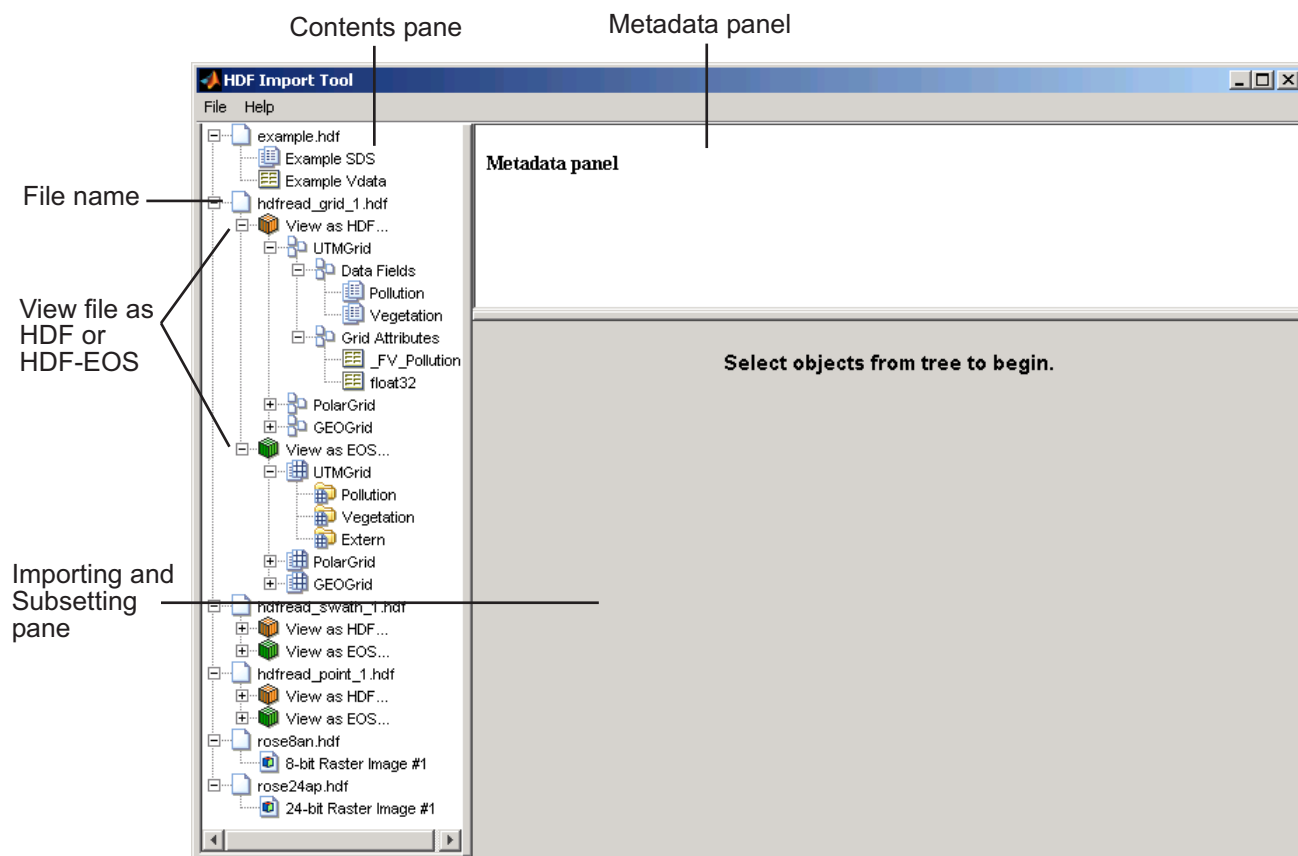 Contents pane
Metadata panel
HDF Import Tool
File Help
example.hdf
Example SDS
Example Vdata
File name
hdfread_grid_1.hdf
View as HDF...
UTMGrid
Data Fields
Pollution
Vegetation
Grid Attributes
_FV_Pollution
float32
PolarGrid
GEOGrid
View file as
HDF or
HDF-EOS
View as EOS...
UTMGrid
Pollution
Vegetation
Extern
PolarGrid
GEOGrid
Importing and
Subsetting
pane
hdfread_swath_1.hdf
View as HDF...
View as EOS...
hdfread_point_1.hdf
View as HDF...
View as EOS...
rose8an.hdf
8-bit Raster Image #1
rose24ap.hdf
24-bit Raster Image #1
Metadata panel
Select objects from tree to begin.